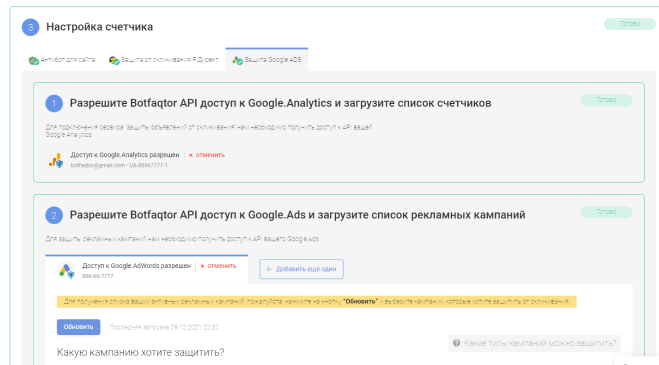 3 Настройка счетчика
Готово
Антибот для сайта Защита от скликивания Я.Директ Защита Google ADS
1 Разрешите Botfaqtor API доступ к Google.Analytics и загрузите список счетчиков
Готово
Для подключения сервиса "защиты объявлений от скликивания" нам необходимо получить доступ к API вашей
Google.Analytics.
Доступ к Google.Analytics разрешен × отменить
botfaqtor@gmail.com - UA-88667777-1
2 Разрешите Botfaqtor API доступ к Google.Ads и загрузите список рекламных кампаний
Готово
Для защиты рекламных кампаний нам необходимо получить доступ к API вашего Google Ads.
Доступ к Google.AdWords разрешен × отменить
886-66-7777
+ Добавить еще один
Для получения списка ваших активных рекламных кампаний, пожалуйста, нажмите на кнопку "Обновить" и выберите кампании, которые хотите защитить от скликивания.
Обновить Последняя загрузка 09.12.2021 22:32
? Какие типы кампаний можно защитить?
Какую кампанию хотите защитить?